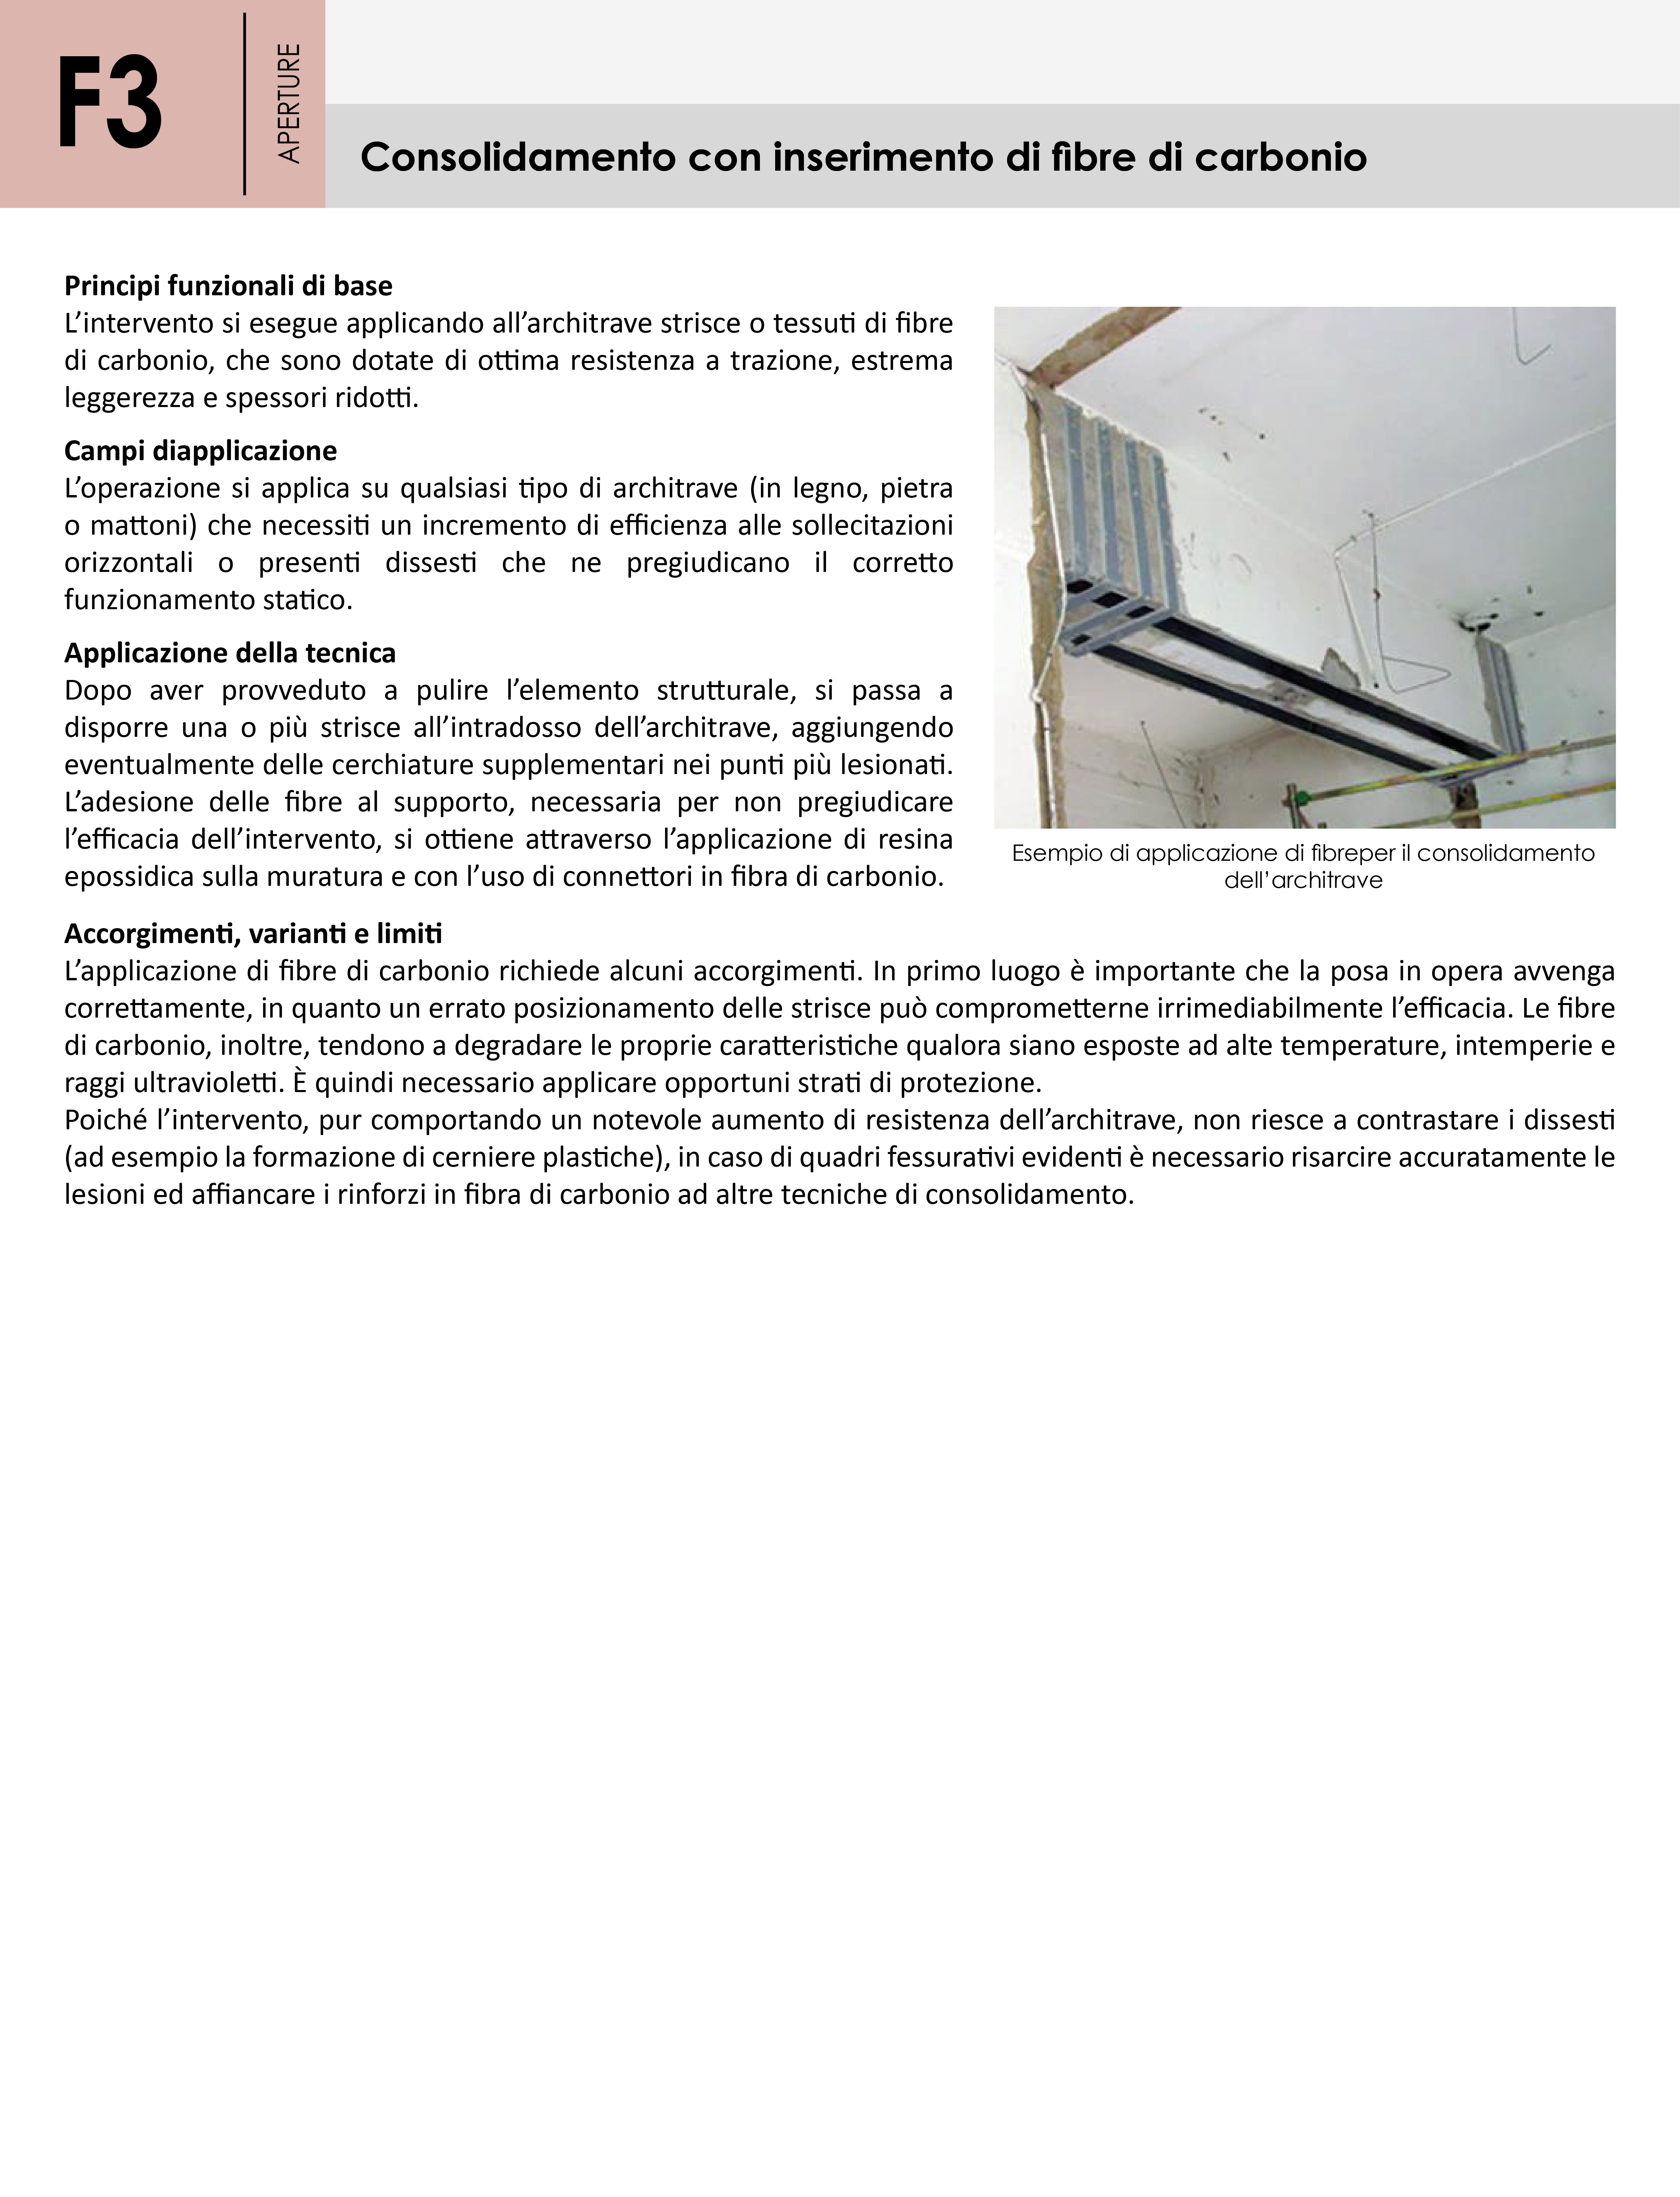 F3
APERTURE
Consolidamento con inserimento di fibre di carbonio
Principi funzionali di base
L’intervento si esegue applicando all’architrave strisce o tessuti di fibre
di carbonio, che sono dotate di ottima resistenza a trazione, estrema
leggerezza e spessori ridotti.
Campi diapplicazione
L’operazione si applica su qualsiasi tipo di architrave (in legno, pietra
o mattoni) che necessiti un incremento di efficienza alle sollecitazioni
orizzontali o presenti dissesti che ne pregiudicano il corretto
funzionamento statico.
Applicazione della tecnica
Dopo aver provveduto a pulire l’elemento strutturale, si passa a
disporre una o più strisce all’intradosso dell’architrave, aggiungendo
eventualmente delle cerchiature supplementari nei punti più lesionati.
L’adesione delle fibre al supporto, necessaria per non pregiudicare
l’efficacia dell’intervento, si ottiene attraverso l’applicazione di resina
epossidica sulla muratura e con l’uso di connettori in fibra di carbonio.
Esempio di applicazione di fibreper il consolidamento
dell’architrave
Accorgimenti, varianti e limiti
L’applicazione di fibre di carbonio richiede alcuni accorgimenti. In primo luogo è importante che la posa in opera avvenga
correttamente, in quanto un errato posizionamento delle strisce può comprometterne irrimediabilmente l’efficacia. Le fibre
di carbonio, inoltre, tendono a degradare le proprie caratteristiche qualora siano esposte ad alte temperature, intemperie e
raggi ultravioletti. È quindi necessario applicare opportuni strati di protezione.
Poiché l’intervento, pur comportando un notevole aumento di resistenza dell’architrave, non riesce a contrastare i dissesti
(ad esempio la formazione di cerniere plastiche), in caso di quadri fessurativi evidenti è necessario risarcire accuratamente le
lesioni ed affiancare i rinforzi in fibra di carbonio ad altre tecniche di consolidamento.